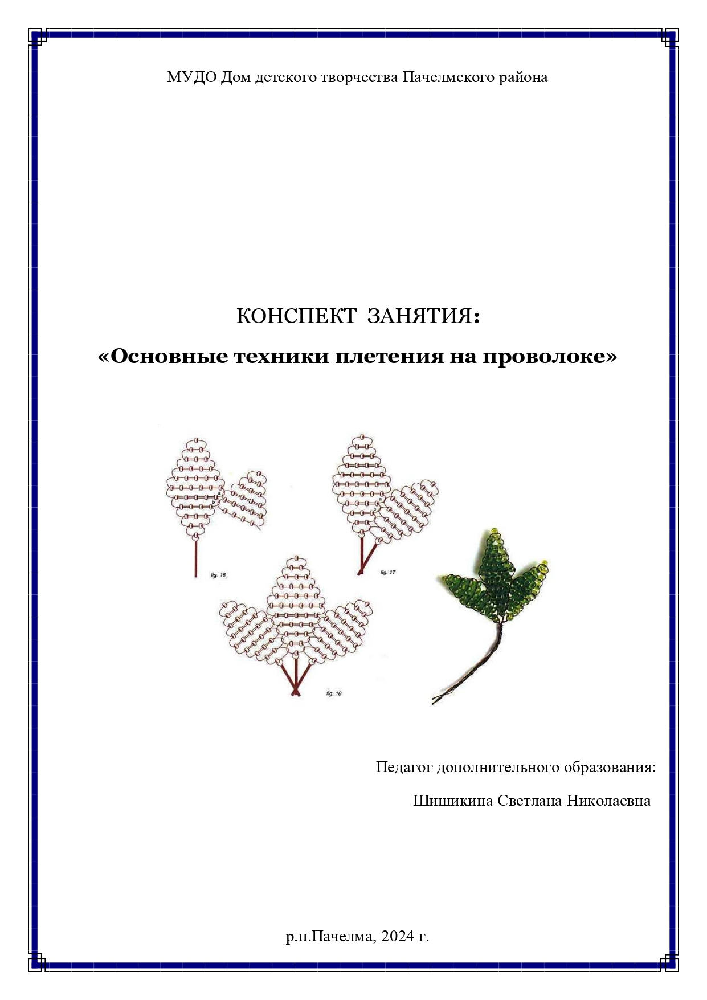 МУДО Дом детского творчества Пачелмского района
КОНСПЕКТ ЗАНЯТИЯ:
«Основные техники плетения на проволоке»
a
b
fig. 16
a
b
fig. 17
fig. 18
Педагог дополнительного образования:
Шишикина Светлана Николаевна
р.п.Пачелма, 2024 г.